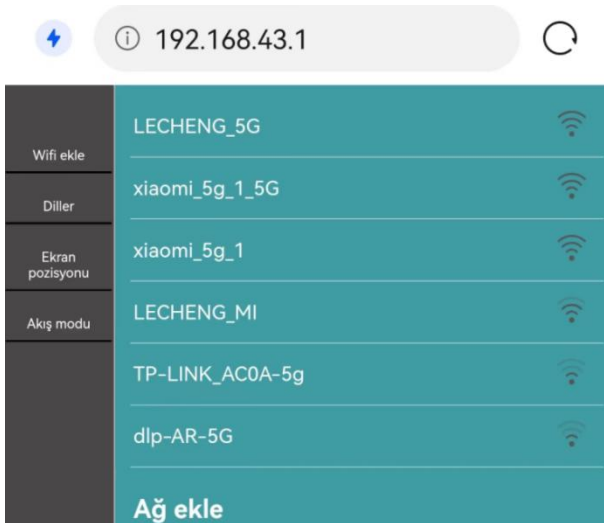 192.168.43.1
Wifi ekle
Diller
Ekran
pozisyonu
Akış modu
LECHENG_5G
xiaomi_5g_1_5G
xiaomi_5g_1
LECHENG_MI
TP-LINK_AC0A-5g
dlp-AR-5G
Ağ ekle